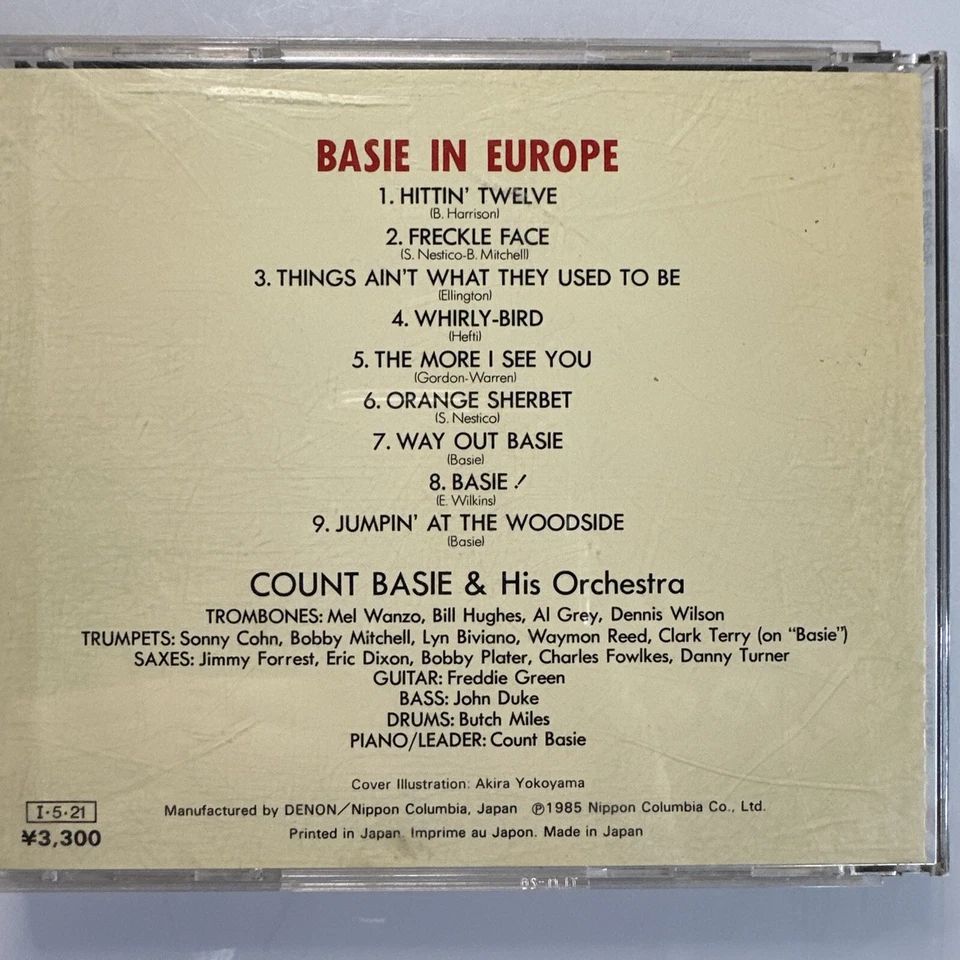 BASIE IN EUROPE
1. HITTIN' TWELVE
(B. Harrison)
2. FRECKLE FACE
(S. Nestico-B. Mitchell)
3. THINGS AIN'T WHAT THEY USED TO BE
(Ellington)
4. WHIRLY-BIRD
(Hefti)
5. THE MORE I SEE YOU
(Gordon-Warren)
6. ORANGE SHERBET
(S. Nestico)
7. WAY OUT BASIE
(Basie)
8. BASIE !
(E. Wilkins)
9. JUMPIN' AT THE WOODSIDE
(Basie)
COUNT BASIE & His Orchestra
TROMBONES: Mel Wanzo, Bill Hughes, Al Grey, Dennis Wilson
TRUMPETS: Sonny Cohn, Bobby Mitchell, Lyn Biviano, Waymon Reed, Clark Terry (on "Basie")
SAXES: Jimmy Forrest, Eric Dixon, Bobby Plater, Charles Fowlkes, Danny Turner
GUITAR: Freddie Green
BASS: John Duke
DRUMS: Butch Miles
PIANO/LEADER: Count Basie
Cover Illustration: Akira Yokoyama
Manufactured by DENON/Nippon Columbia, Japan ℗1985 Nippon Columbia Co., Ltd.
Printed in Japan. Imprime au Japon. Made in Japan
I·5·21
¥3,300